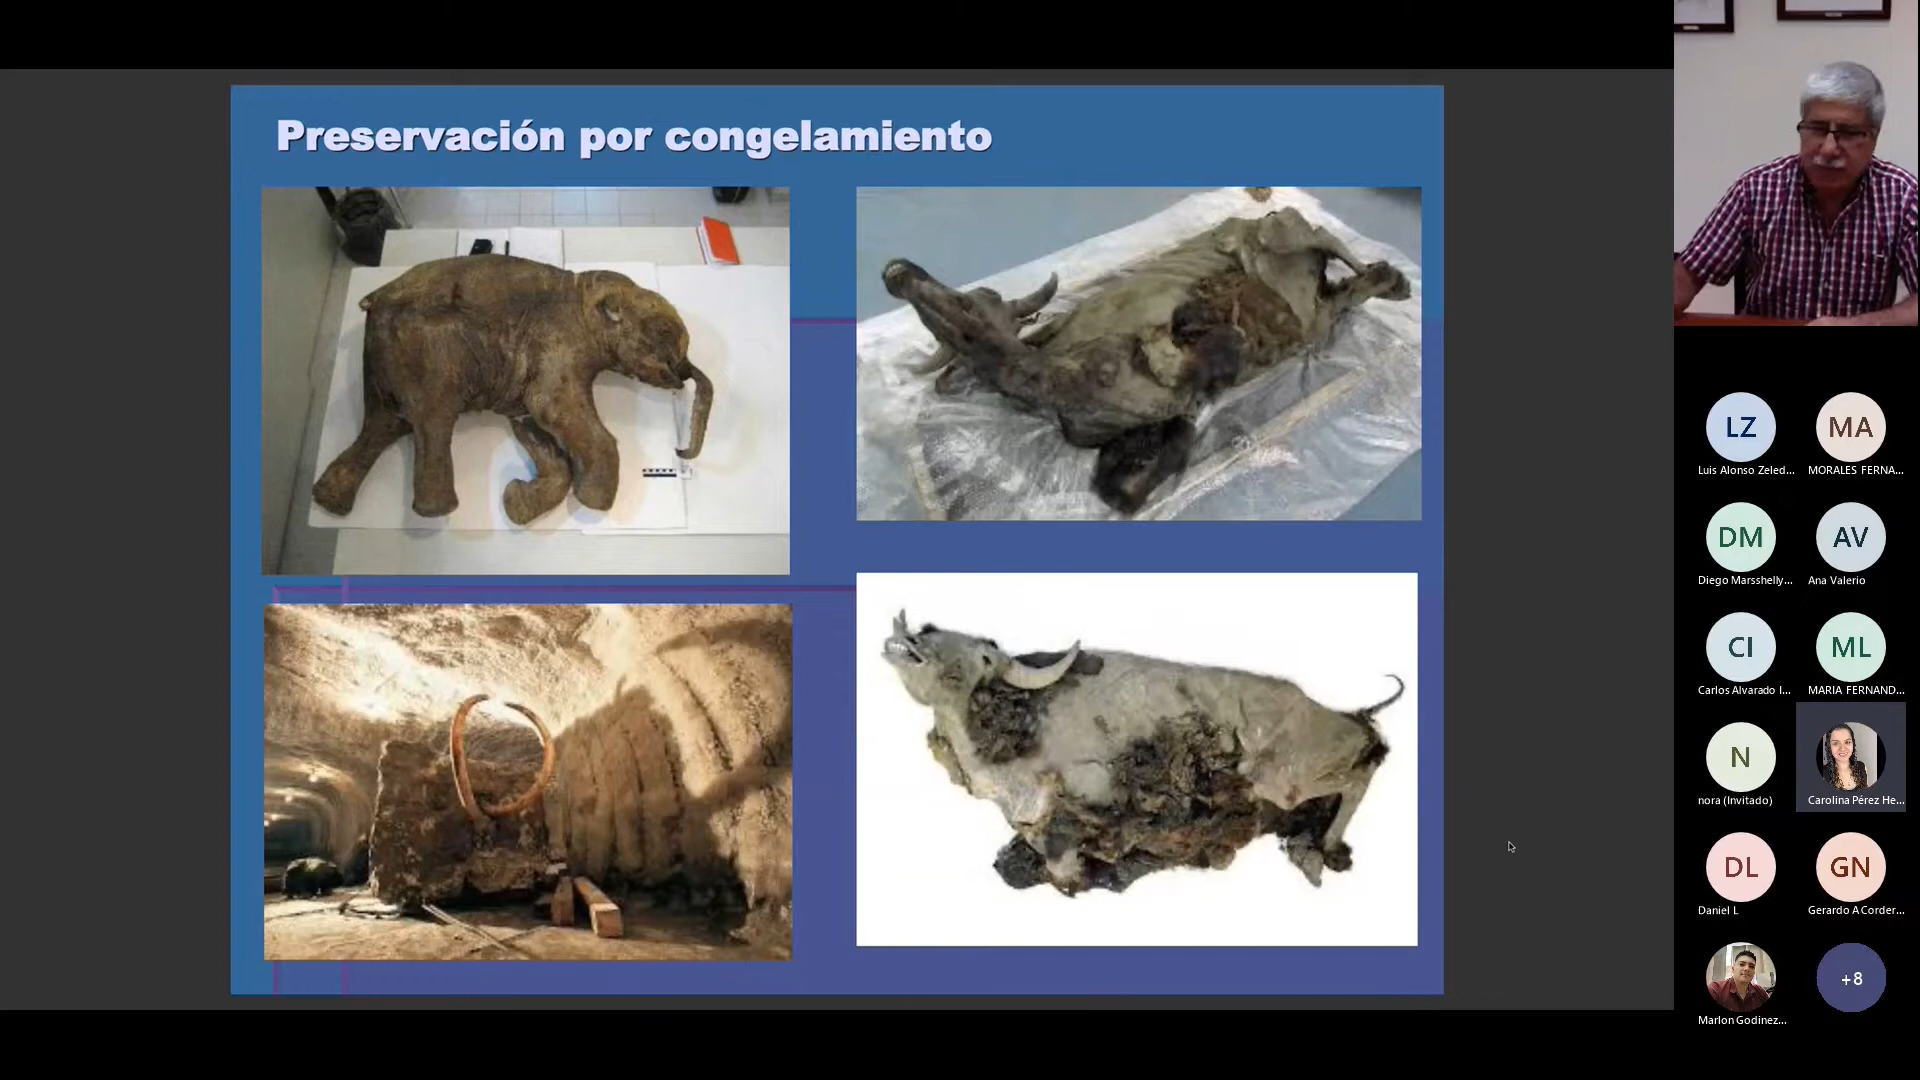 Preservación por congelamiento
LZ
MA
Luis Alonso Zeled...
MORALES FERNA...
DM
AV
Diego Marsshelly...
Ana Valerio
CI
ML
Carlos Alvarado I...
MARIA FERNAND...
N
nora (Invitado)
Carolina Pérez He...
DL
GN
Daniel L
Gerardo A Corder...
Marlon Godinez...
+8